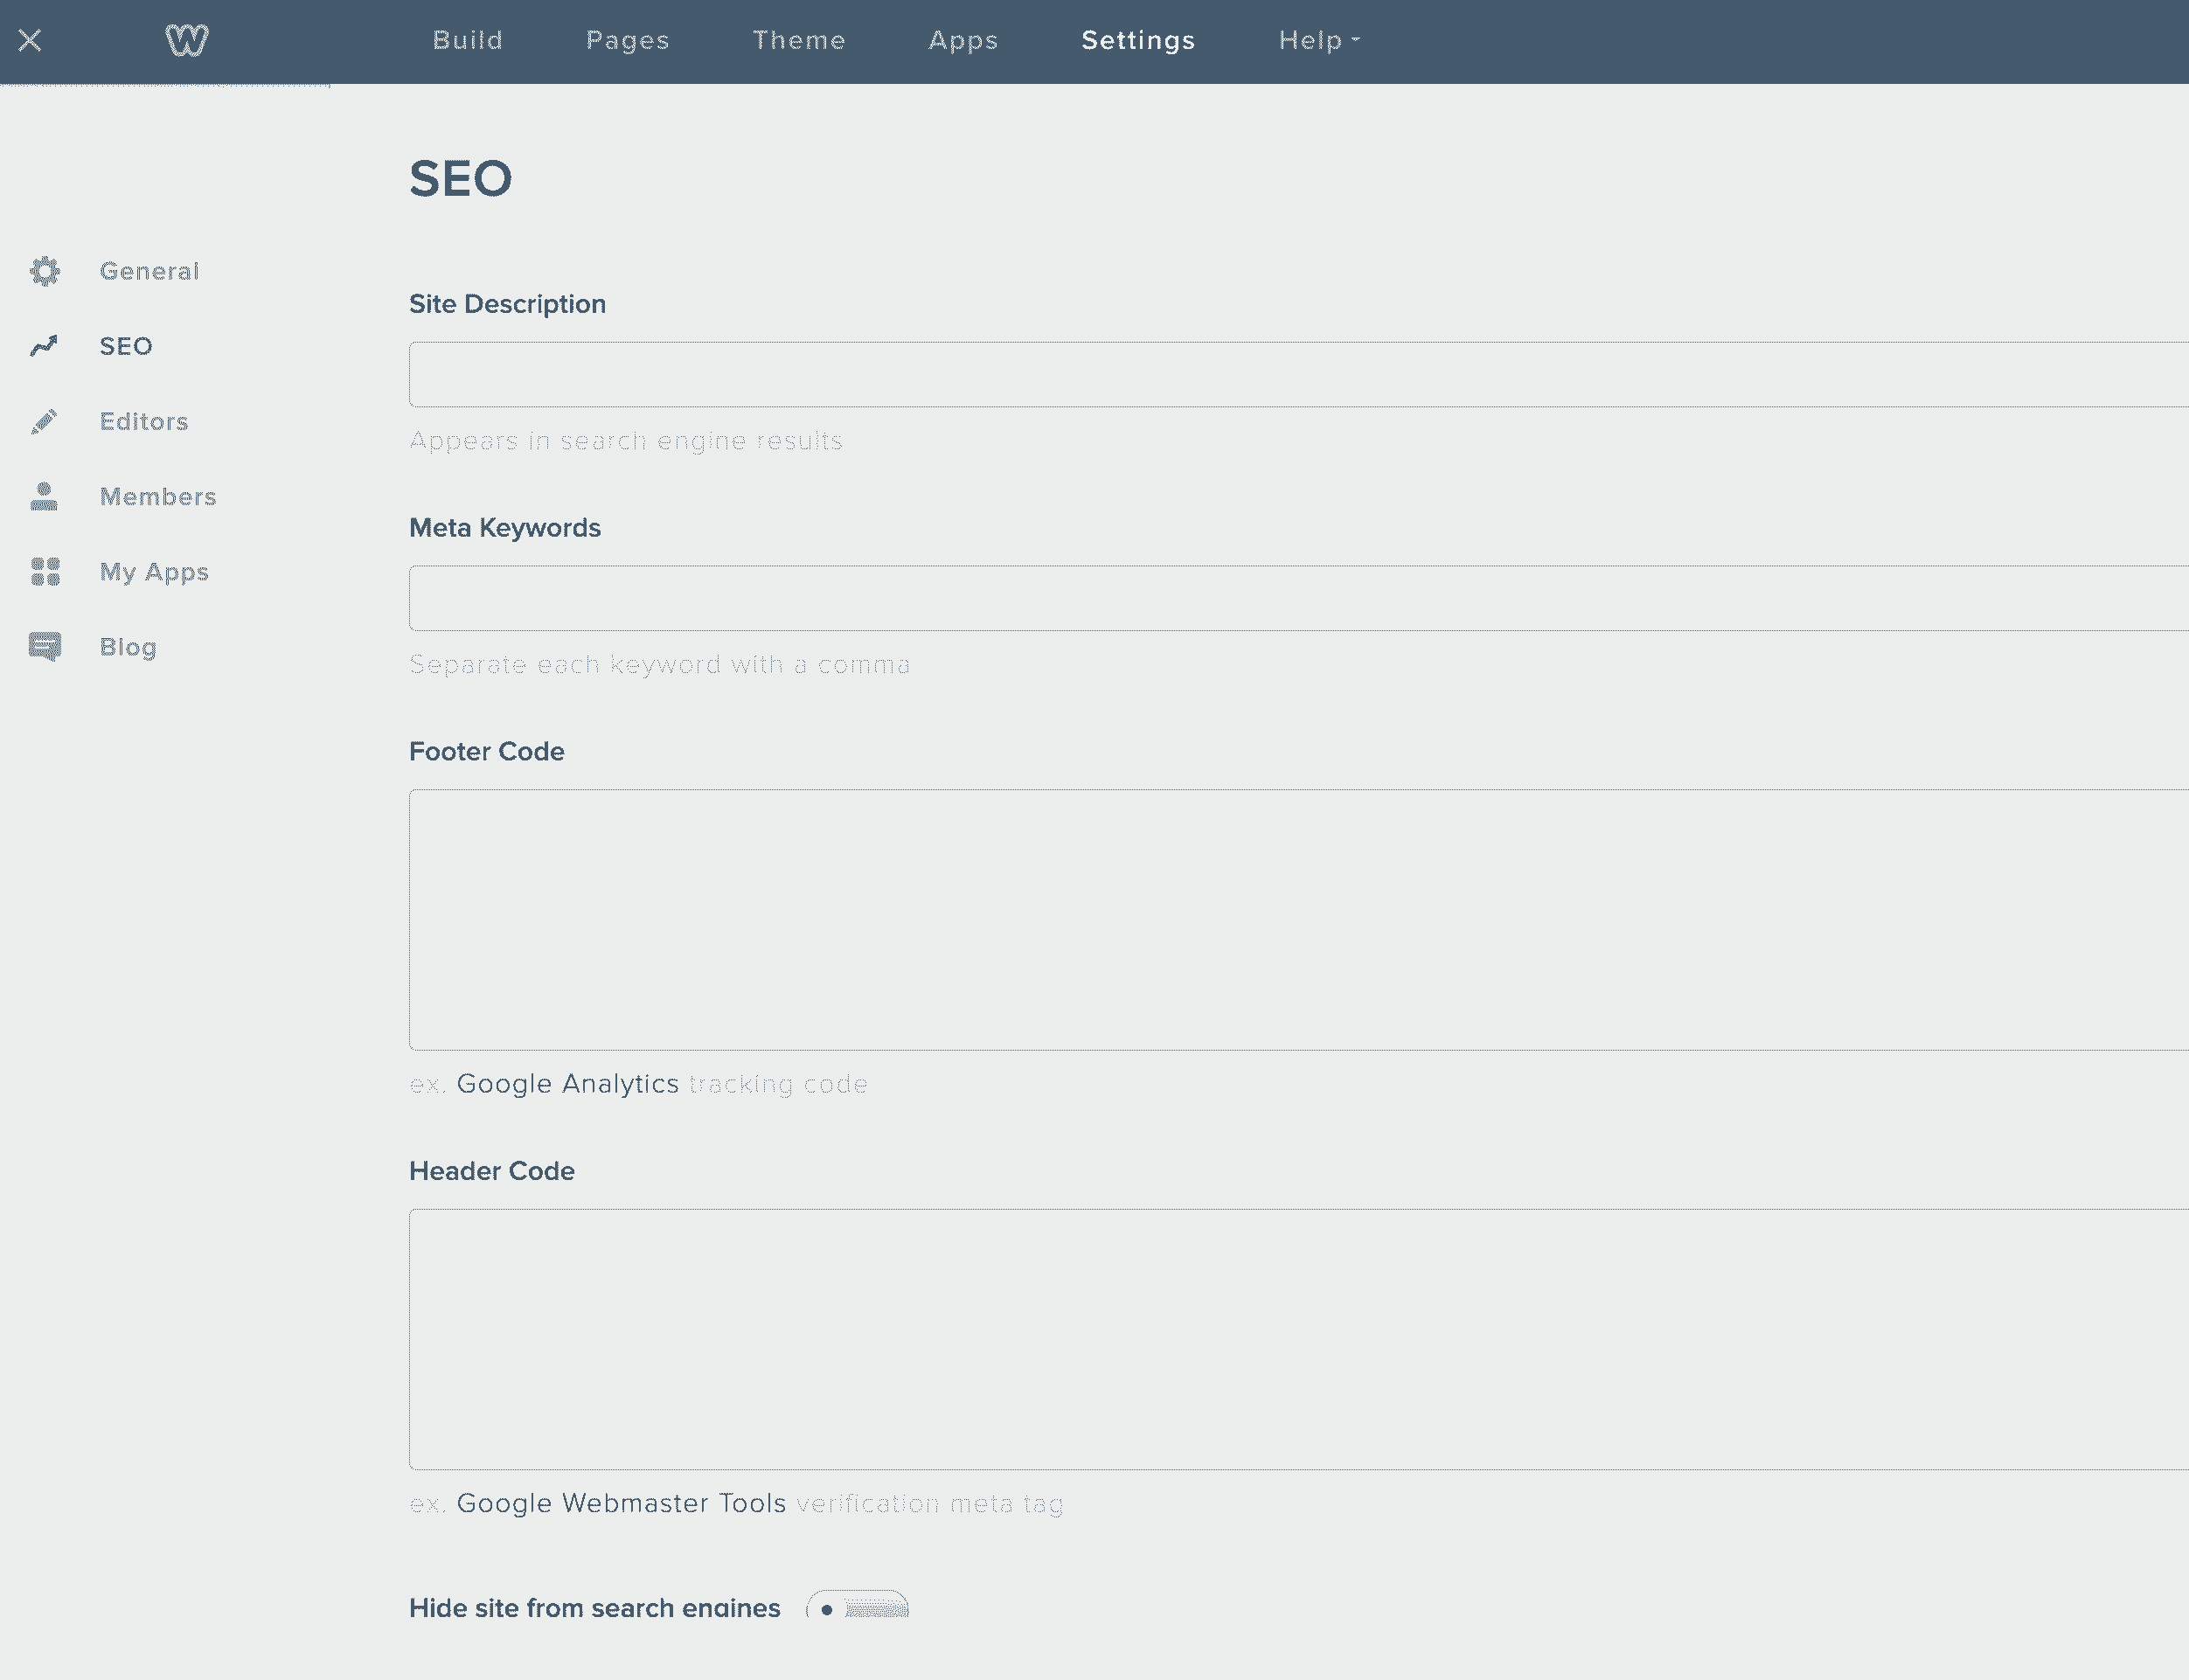 Build Pages Theme Apps Settings Help
SEO
General
SEO
Editors
Members
My Apps
Blog
Site Description
Appears in search engine results
Meta Keywords
Separate each keyword with a comma
Footer Code
ex. Google Analytics tracking code
Header Code
ex. Google Webmaster Tools verification meta tag
Hide site from search engines